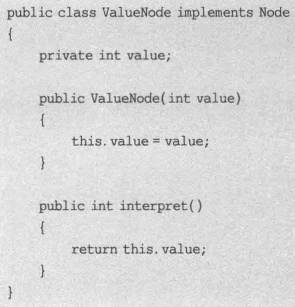 public class ValueNode implements Node
{
    private int value;

    public ValueNode(int value)
    {
        this.value = value;
    }

    public int interpret()
    {
        return this.value;
    }
}